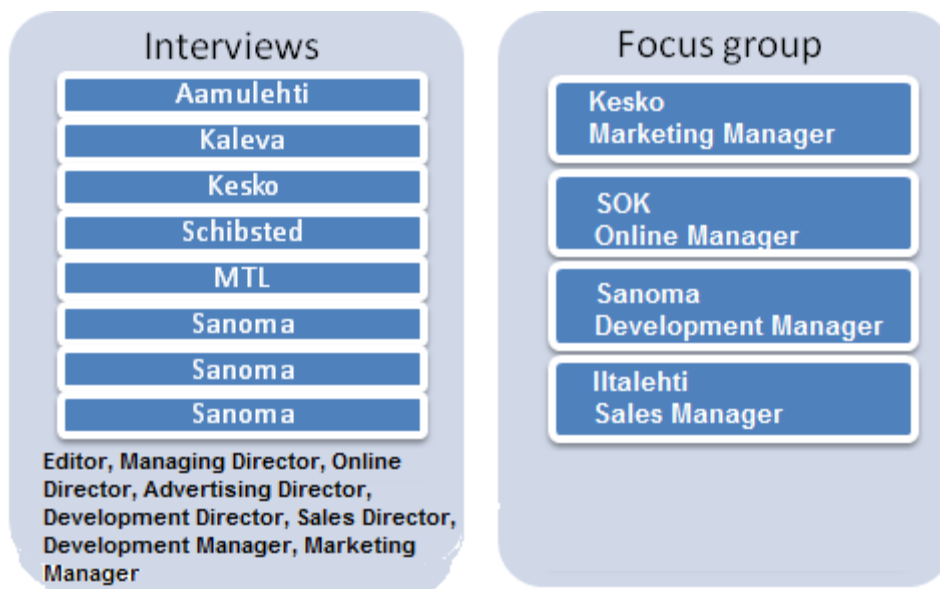 Interviews
Aamulehti
Kaleva
Kesko
Schibsted
MTL
Sanoma
Sanoma
Sanoma
Editor, Managing Director, Online
Director, Advertising Director,
Development Director, Sales Director,
Development Manager, Marketing
Manager
Focus group
Kesko
Marketing Manager
SOK
Online Manager
Sanoma
Development Manager
Iltalehti
Sales Manager